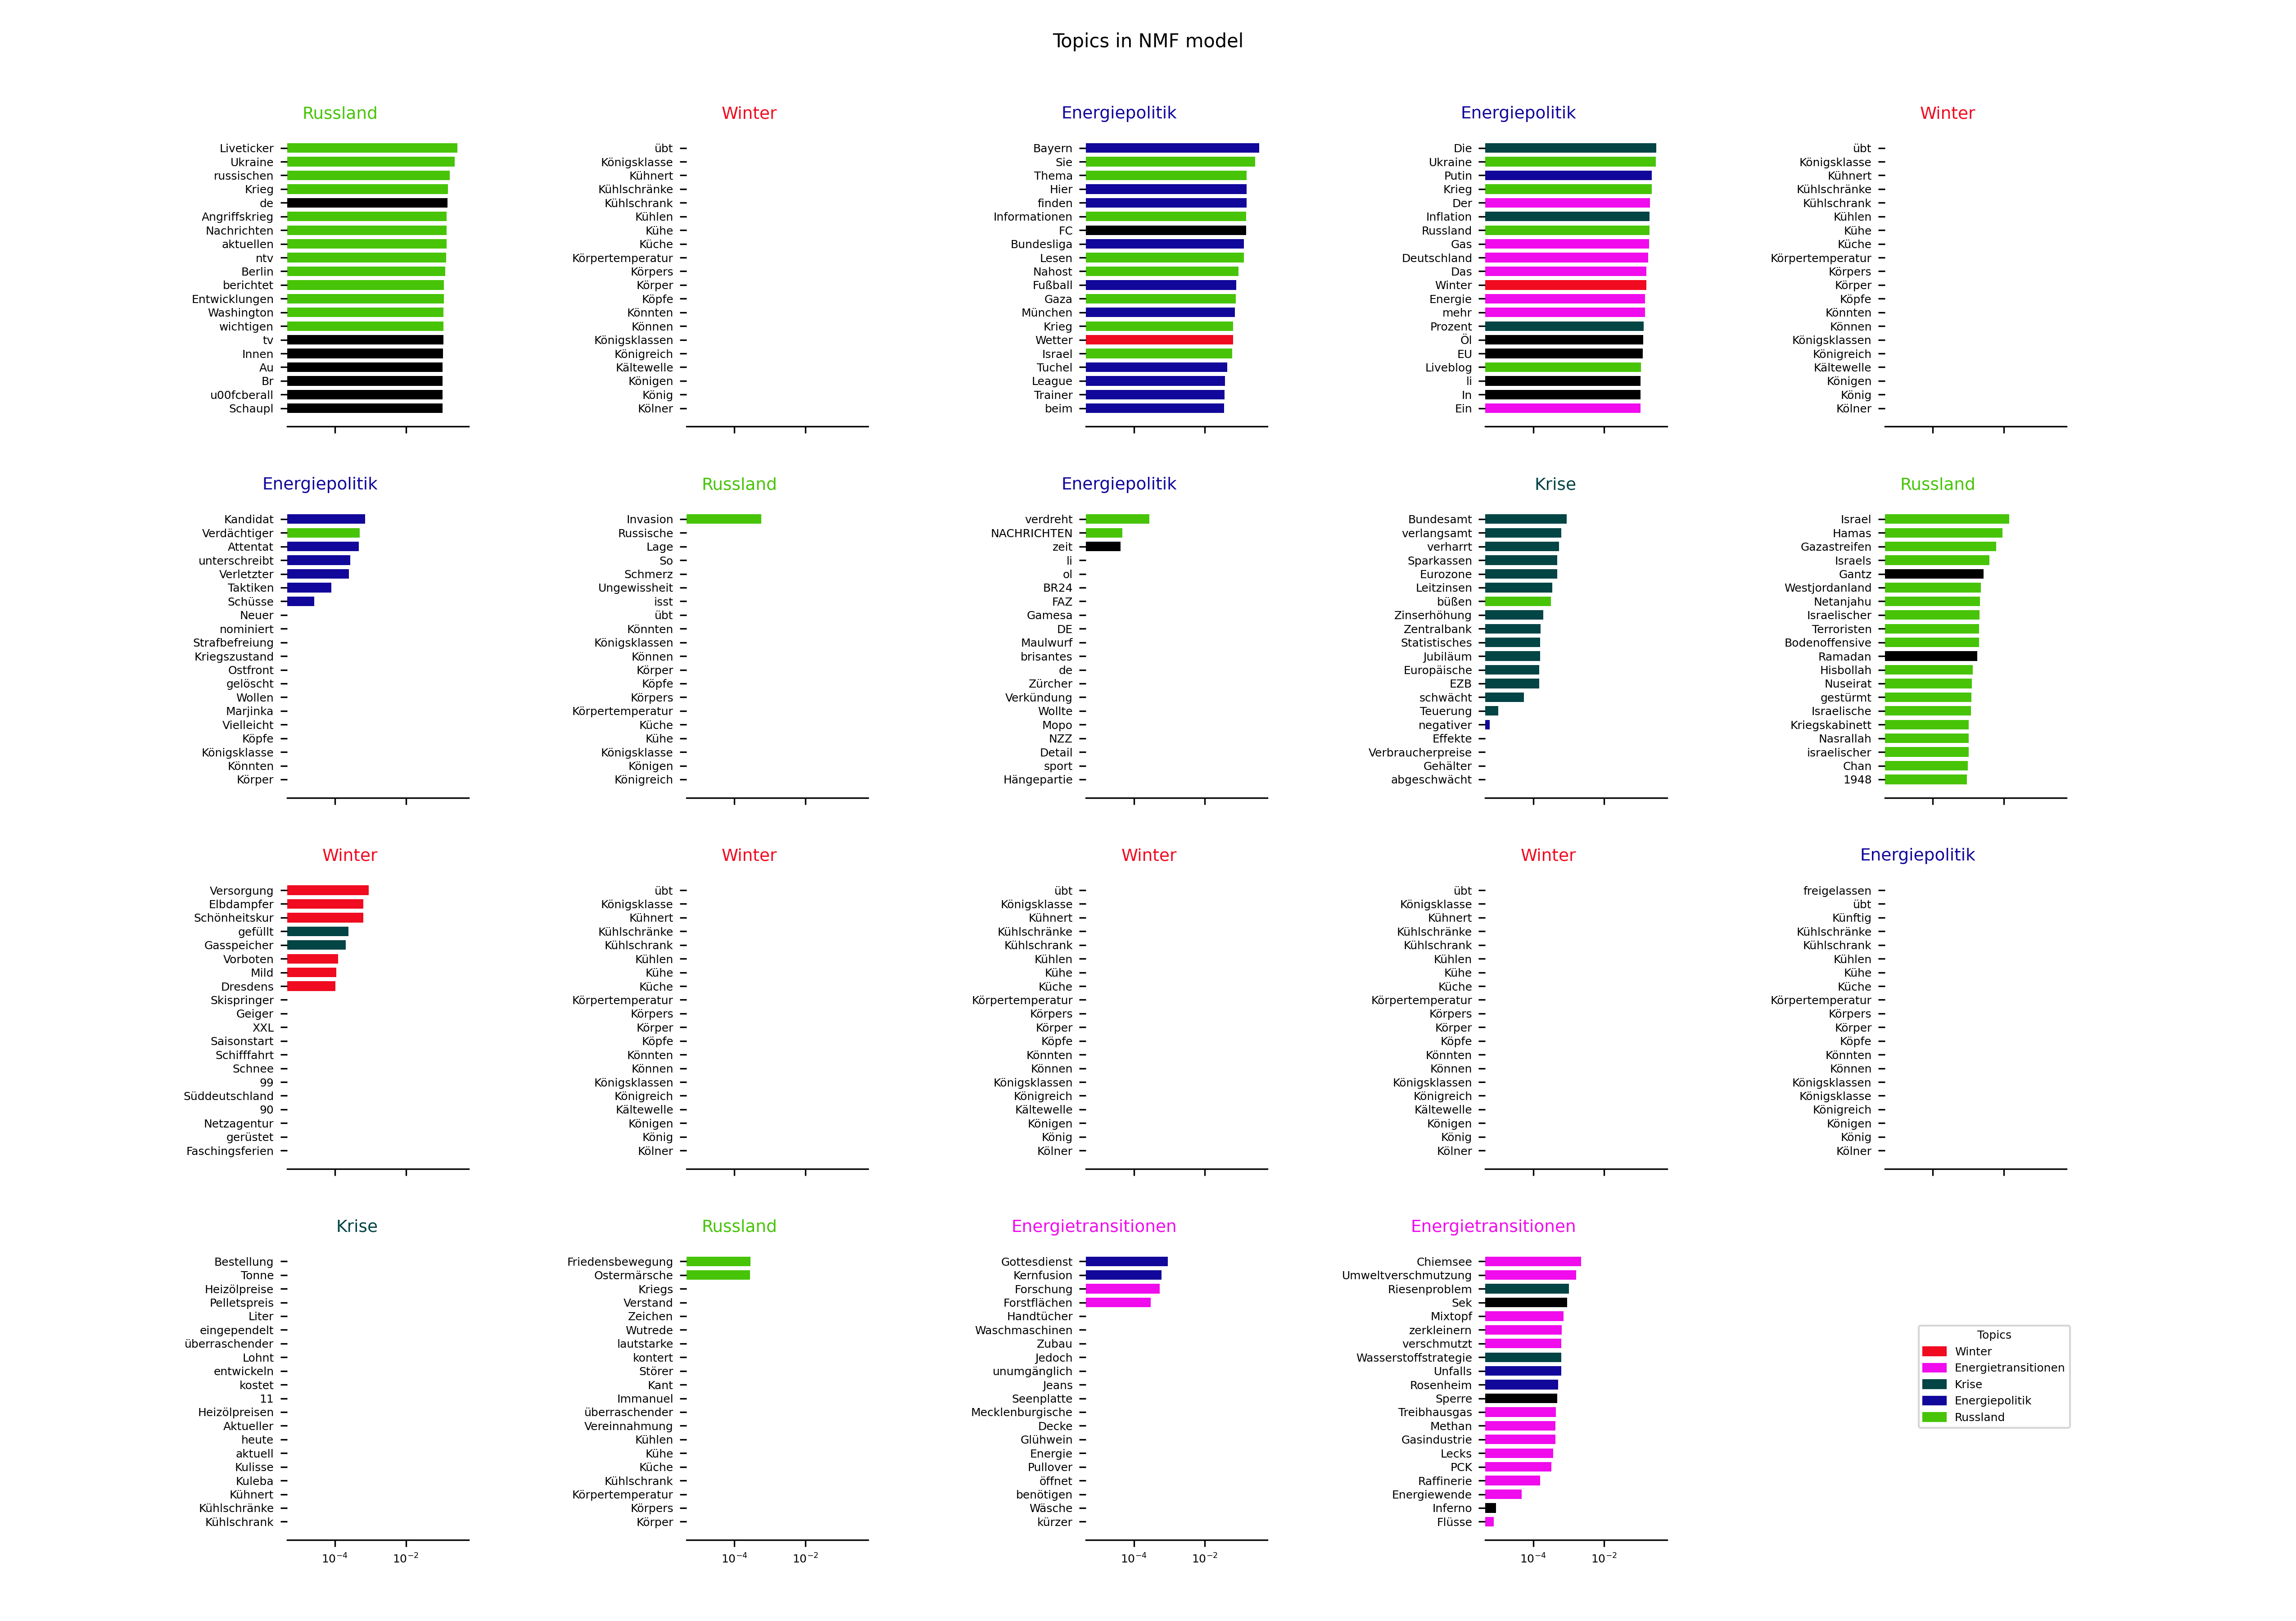 Topics in NMF model
Russland
Liveticker
Ukraine
russischen
Krieg
de
Angriffskrieg
Nachrichten
aktuellen
ntv
Berlin
berichtet
Entwicklungen
Washington
wichtigen
tv
Innen
Au
Br
u00fcberall
Schaupl
Winter
übt
Königsklasse
Kühnert
Kühlschränke
Kühlschrank
Kühlen
Kühe
Küche
Körpertemperatur
Körpers
Körper
Köpfe
Könnten
Können
Königsklassen
Königreich
Kältewelle
Königen
König
Kölner
Energiepolitik
Bayern
Sie
Thema
Hier
finden
Informationen
FC
Bundesliga
Lesen
Nahost
Fußball
Gaza
München
Krieg
Wetter
Israel
Tuchel
League
Trainer
beim
Energiepolitik
Die
Ukraine
Putin
Krieg
Der
Inflation
Russland
Gas
Deutschland
Das
Winter
Energie
mehr
Prozent
Öl
EU
Liveblog
li
In
Ein
Winter
übt
Königsklasse
Kühnert
Kühlschränke
Kühlschrank
Kühlen
Kühe
Küche
Körpertemperatur
Körpers
Körper
Köpfe
Könnten
Können
Königsklassen
Königreich
Kältewelle
Königen
König
Kölner
Energiepolitik
Kandidat
Verdächtiger
Attentat
unterschreibt
Verletzter
Taktiken
Schüsse
Neuer
nominiert
Strafbefreiung
Kriegszustand
Ostfront
gelöscht
Wollen
Marjinka
Vielleicht
Köpfe
Königsklasse
Könnten
Körper
Russland
Invasion
Russische
Lage
So
Schmerz
Ungewissheit
isst
übt
Könnten
Königsklassen
Können
Körper
Köpfe
Körpers
Körpertemperatur
Küche
Kühe
Königsklasse
Königen
Königreich
Energiepolitik
verdreht
NACHRICHTEN
zeit
li
ol
BR24
FAZ
Gamesa
DE
Maulwurf
brisantes
de
Zürcher
Verkündung
Wollte
Mopo
NZZ
Detail
sport
Hängepartie
Krise
Bundesamt
verlangsamt
verharrt
Sparkassen
Eurozone
Leitzinsen
büßen
Zinserhöhung
Zentralbank
Statistisches
Jubiläum
Europäische
EZB
schwächt
Teuerung
negativer
Effekte
Verbraucherpreise
Gehälter
abgeschwächt
Russland
Israel
Hamas
Gazastreifen
Israels
Gantz
Westjordanland
Netanjahu
Israelischer
Terroristen
Bodenoffensive
Ramadan
Hisbollah
Nuseirat
gestürmt
Israelische
Kriegskabinett
Nasrallah
israelischer
Chan
1948
Winter
Versorgung
Elbdampfer
Schönheitskur
gefüllt
Gasspeicher
Vorboten
Mild
Dresdens
Skispringer
Geiger
XXL
Saisonstart
Schifffahrt
Schnee
99
Süddeutschland
90
Netzagentur
gerüstet
Faschingsferien
Winter
übt
Königsklasse
Kühnert
Kühlschränke
Kühlschrank
Kühlen
Kühe
Küche
Körpertemperatur
Körpers
Körper
Köpfe
Könnten
Können
Königsklassen
Königreich
Kältewelle
Königen
König
Kölner
Winter
übt
Königsklasse
Kühnert
Kühlschränke
Kühlschrank
Kühlen
Kühe
Küche
Körpertemperatur
Körpers
Körper
Köpfe
Könnten
Können
Königsklassen
Königreich
Kältewelle
Königen
König
Kölner
Winter
übt
Königsklasse
Kühnert
Kühlschränke
Kühlschrank
Kühlen
Kühe
Küche
Körpertemperatur
Körpers
Körper
Köpfe
Könnten
Können
Königsklassen
Königreich
Kältewelle
Königen
König
Kölner
Energiepolitik
freigelassen
übt
Künftig
Kühlschränke
Kühlschrank
Kühlen
Kühe
Küche
Körpertemperatur
Körpers
Körper
Köpfe
Könnten
Können
Königsklassen
Königsklasse
Königreich
Königen
König
Kölner
Krise
Bestellung
Tonne
Heizölpreise
Pelletspreis
Liter
eingependelt
überraschender
Lohnt
entwickeln
kostet
11
Heizölpreisen
Aktueller
heute
aktuell
Kulisse
Kuleba
Kühnert
Kühlschränke
Kühlschrank
10⁻⁴ 10⁻²
Russland
Friedensbewegung
Ostermärsche
Kriegs
Verstand
Zeichen
Wutrede
lautstarke
kontert
Störer
Kant
Immanuel
überraschender
Vereinnahmung
Kühlen
Kühe
Küche
Kühlschrank
Körpertemperatur
Körpers
Körper
10⁻⁴ 10⁻²
Energietransitionen
Gottesdienst
Kernfusion
Forschung
Forstflächen
Handtücher
Waschmaschinen
Zubau
Jedoch
unumgänglich
Jeans
Seenplatte
Mecklenburgische
Decke
Glühwein
Energie
Pullover
öffnet
benötigen
Wäsche
kürzer
10⁻⁴ 10⁻²
Energietransitionen
Chiemsee
Umweltverschmutzung
Riesenproblem
Sek
Mixtopf
zerkleinern
verschmutzt
Wasserstoffstrategie
Unfalls
Rosenheim
Sperre
Treibhausgas
Methan
Gasindustrie
Lecks
PCK
Raffinerie
Energiewende
Inferno
Flüsse
10⁻⁴ 10⁻²
Topics
Winter
Energietransitionen
Krise
Energiepolitik
Russland